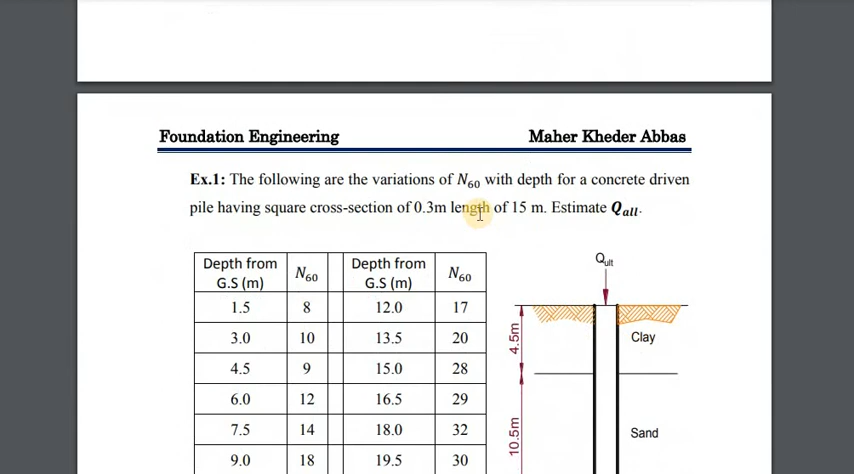 Foundation Engineering Maher Kheder Abbas
Ex.1: The following are the variations of N60 with depth for a concrete driven
pile having square cross-section of 0.3m length of 15 m. Estimate Qall.
Depth from G.S (m) N60 Depth from G.S (m) N60
1.5 8 12.0 17
3.0 10 13.5 20
4.5 9 15.0 28
6.0 12 16.5 29
7.5 14 18.0 32
9.0 18 19.5 30
Qult
4.5m
Clay
10.5m
Sand